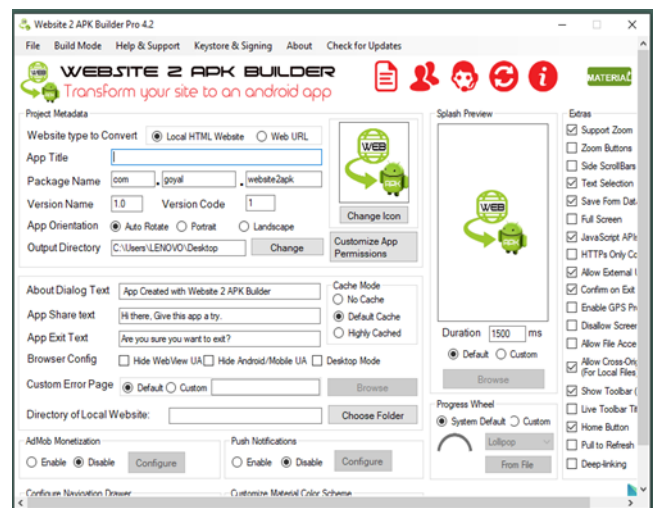 Website 2 APK Builder Pro 4.2
File Build Mode Help & Support Keystore & Signing About Check for Updates
WEBSITE 2 APK BUILDER
Transform your site to an android app
MATERIAL
Project Metadata
Website type to Convert Local HTML Website Web URL
App Title
Package Name com . goyal . website2apk
Version Name 1.0 Version Code 1
App Orientation Auto Rotate Portrait Landscape
Output Directory C:\Users\LENOVO\Desktop Change
WEB
APK
Change Icon
Customize App
Permissions
About Dialog Text App Created with Website 2 APK Builder
App Share text Hi there, Give this app a try.
App Exit Text Are you sure you want to exit?
Browser Config Hide WebView UA Hide Android/Mobile UA Desktop Mode
Custom Error Page Default Custom Browse
Directory of Local Website: Choose Folder
Cache Mode
No Cache
Default Cache
Highly Cached
AdMob Monetization
Enable Disable Configure
Push Notifications
Enable Disable Configure
Configure Navigation Drawer
Customize Material Color Scheme
Splash Preview
WEB
APK
Duration 1500 ms
Default Custom
Browse
Progress Wheel
System Default Custom
Lollipop
From File
Extras
Support Zoom
Zoom Buttons
Side ScrollBars
Text Selection
Save Form Data
Full Screen
JavaScript APIs
HTTPs Only Co
Allow External U
Confirm on Exit
Enable GPS Pr
Disallow Screen
Allow File Acce
Allow Cross-Orig
(For Local Files
Show Toolbar (
Live Toolbar Tit
Home Button
Pull to Refresh
Deep-linking